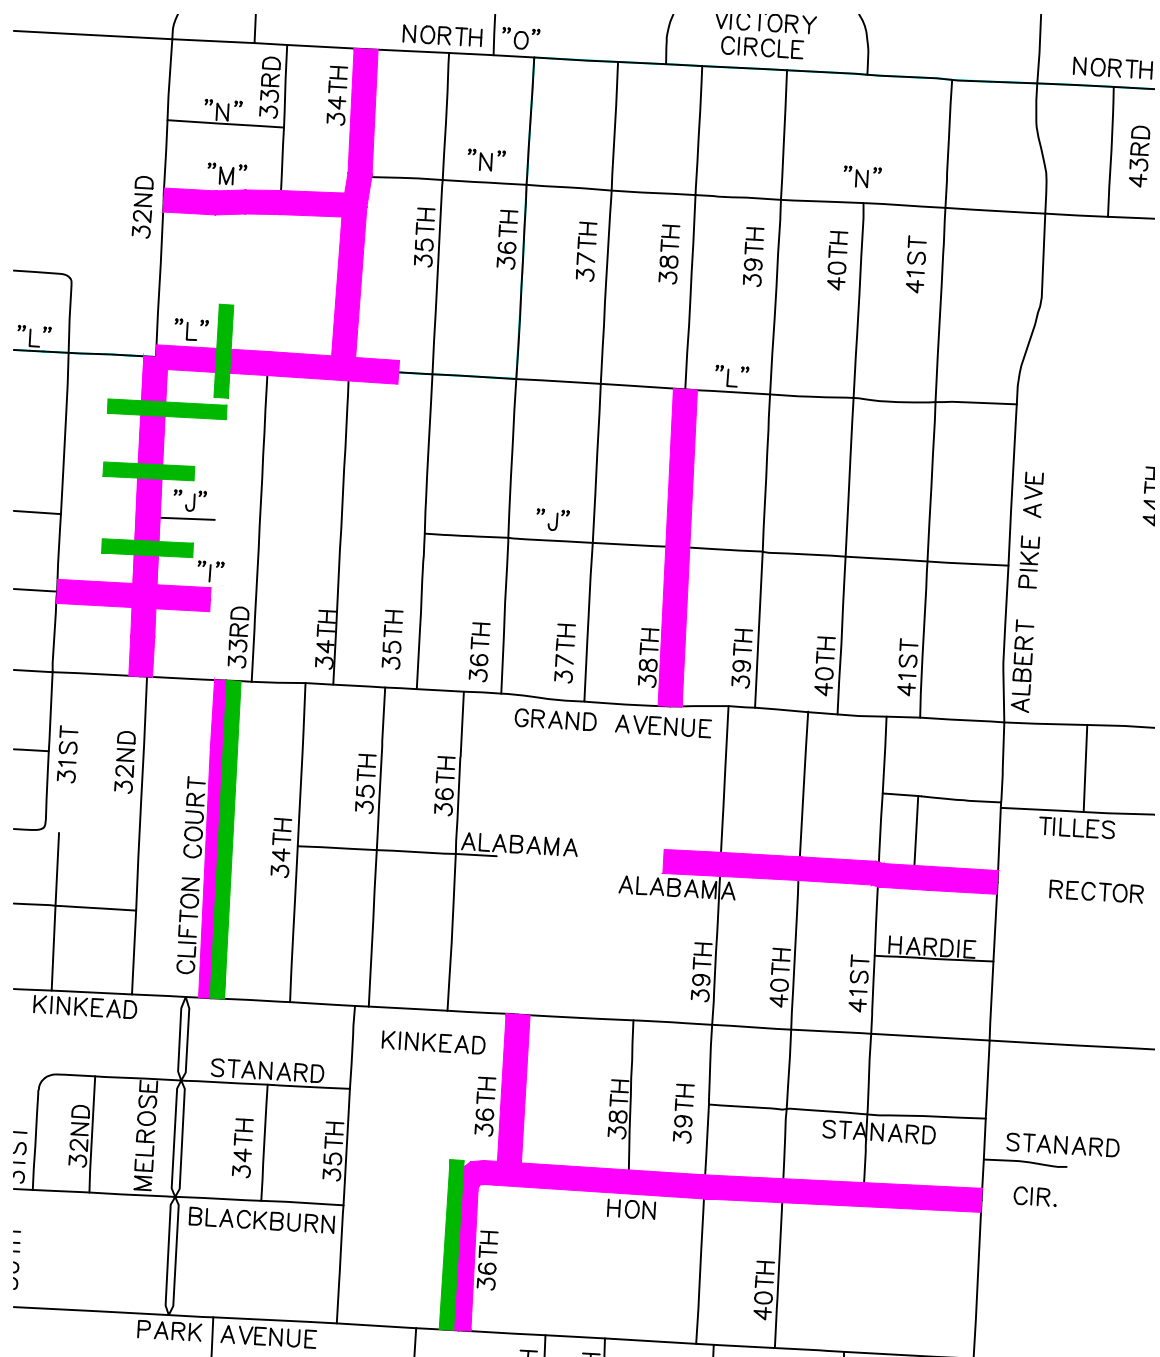 VICTORY
CIRCLE
NORTH "O"
NORTH
33RD
34TH
"N"
43RD
"N"
"M"
"N"
32ND
35TH
36TH
37TH
38TH
39TH
40TH
41ST
"L"
"L"
"L"
44TH
"J"
"J"
ALBERT PIKE AVE
"I"
33RD
34TH
35TH
36TH
37TH
38TH
39TH
40TH
41ST
GRAND AVENUE
31ST
32ND
CLIFTON COURT
34TH
35TH
36TH
TILLES
ALABAMA
ALABAMA
RECTOR
39TH
40TH
41ST
HARDIE
KINKEAD
KINKEAD
STANARD
36TH
38TH
39TH
31ST
32ND
MELROSE
34TH
35TH
STANARD
STANARD
CIR.
BLACKBURN
HON
36TH
40TH
PARK AVENUE